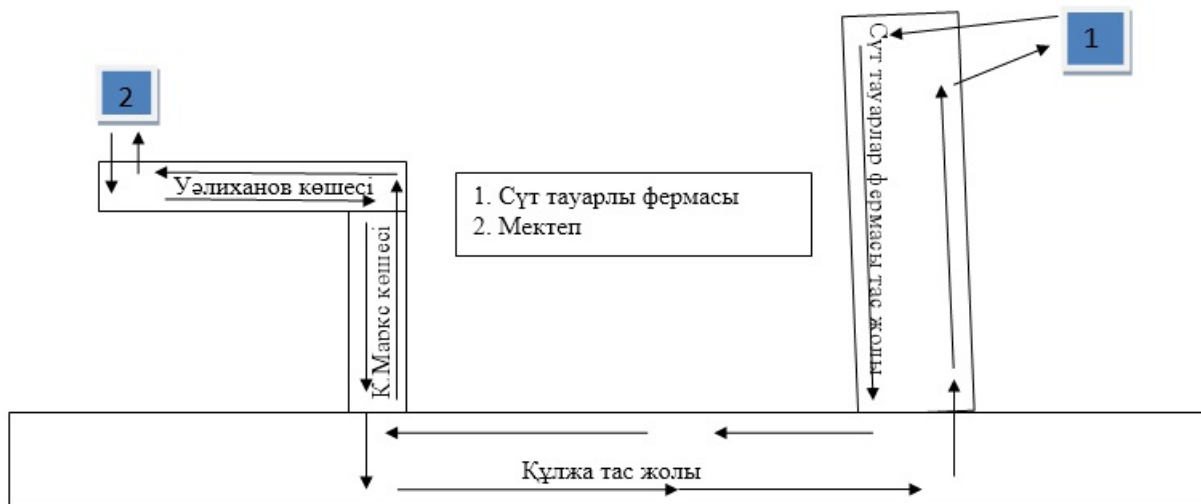 1
2
Уәлиханов көшесі
1. Сүт тауарлы фермасы
2. Мектеп
К.Маркс көшесі
Сүт тауарлар фермасы тас жолы
Құлжа тас жолы